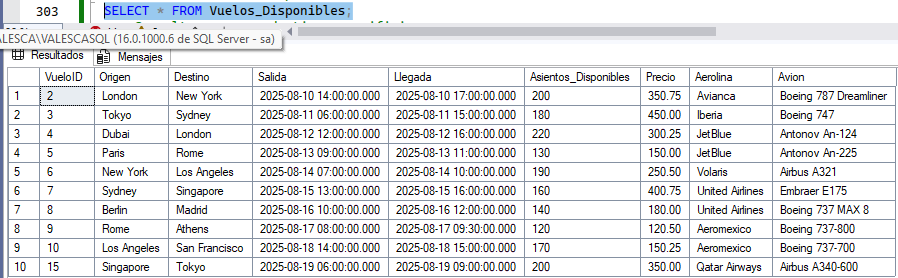 303
SELECT * FROM Vuelos_Disponibles;
ALESCA\VALESCASQL (16.0.1000.6 de SQL Server - sa)
Resultados Mensajes
VueloID Origen Destino Salida Llegada Asientos_Disponibles Precio Aerolina Avion
1 2 London New York 2025-08-10 14:00:00.000 2025-08-10 17:00:00.000 200 350.75 Avianca Boeing 787 Dreamliner
2 3 Tokyo Sydney 2025-08-11 06:00:00.000 2025-08-11 15:00:00.000 180 450.00 Iberia Boeing 747
3 4 Dubai London 2025-08-12 12:00:00.000 2025-08-12 16:00:00.000 220 300.25 JetBlue Antonov An-124
4 5 Paris Rome 2025-08-13 09:00:00.000 2025-08-13 11:00:00.000 130 150.00 JetBlue Antonov An-225
5 6 New York Los Angeles 2025-08-14 07:00:00.000 2025-08-14 10:00:00.000 190 250.50 Volaris Airbus A321
6 7 Sydney Singapore 2025-08-15 13:00:00.000 2025-08-15 16:00:00.000 160 400.75 United Airlines Embraer E175
7 8 Berlin Madrid 2025-08-16 10:00:00.000 2025-08-16 12:00:00.000 140 180.00 United Airlines Boeing 737 MAX 8
8 9 Rome Athens 2025-08-17 08:00:00.000 2025-08-17 09:30:00.000 120 120.50 Aeromexico Boeing 737-800
9 10 Los Angeles San Francisco 2025-08-18 14:00:00.000 2025-08-18 15:00:00.000 170 150.25 Aeromexico Boeing 737-700
10 15 Singapore Tokyo 2025-08-19 06:00:00.000 2025-08-19 09:00:00.000 200 350.00 Qatar Airways Airbus A340-600